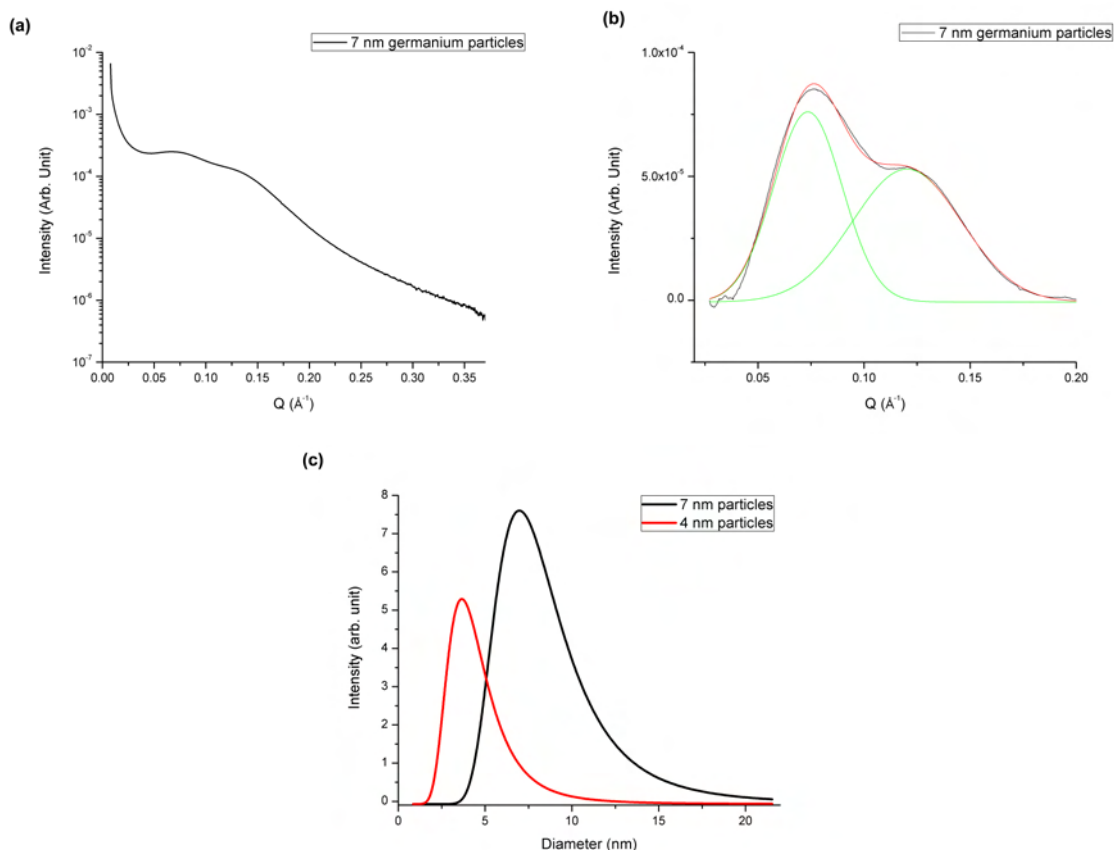 (a)
7 nm germanium particles
10⁻²
10⁻³
10⁻⁴
10⁻⁵
10⁻⁶
10⁻⁷
Intensity (Arb. Unit)
0.00 0.05 0.10 0.15 0.20 0.25 0.30 0.35
Q (Å⁻¹)
(b)
7 nm germanium particles
1.0x10⁻⁴
5.0x10⁻⁵
0.0
Intensity (Arb. Unit)
0.05 0.10 0.15 0.20
Q (Å⁻¹)
(c)
7 nm particles
4 nm particles
8
7
6
5
4
3
2
1
0
Intensity (arb. unit)
0 5 10 15 20
Diameter (nm)